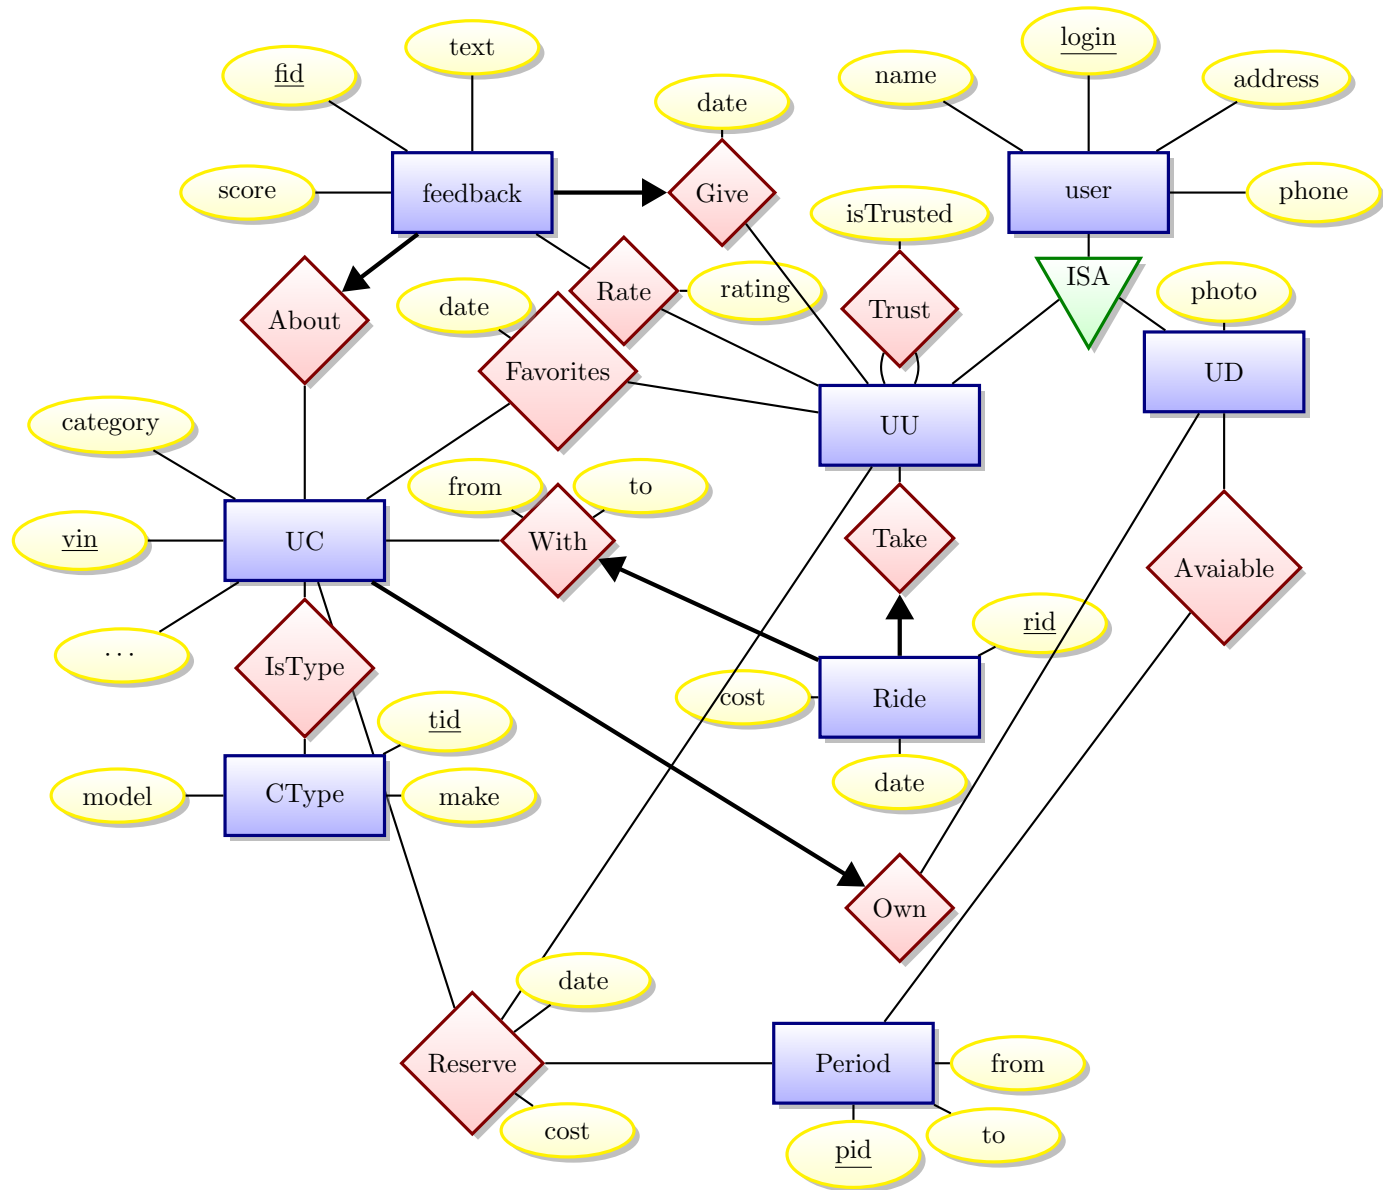 login
text
fid
name
address
date
feedback
Give
user
score
phone
isTrusted
ISA
Rate
rating
photo
date
Trust
About
Favorites
UD
category
UU
from
to
vin
UC
With
Take
Avaiable
rid
···
IsType
cost
Ride
tid
date
model
CType
make
Own
date
Reserve
Period
from
cost
to
pid